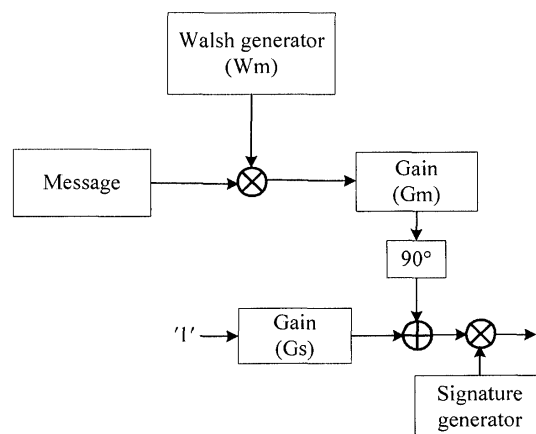 Walsh generator
(Wm)
Message
Gain
(Gm)
90°
'1'
Gain
(Gs)
Signature
generator